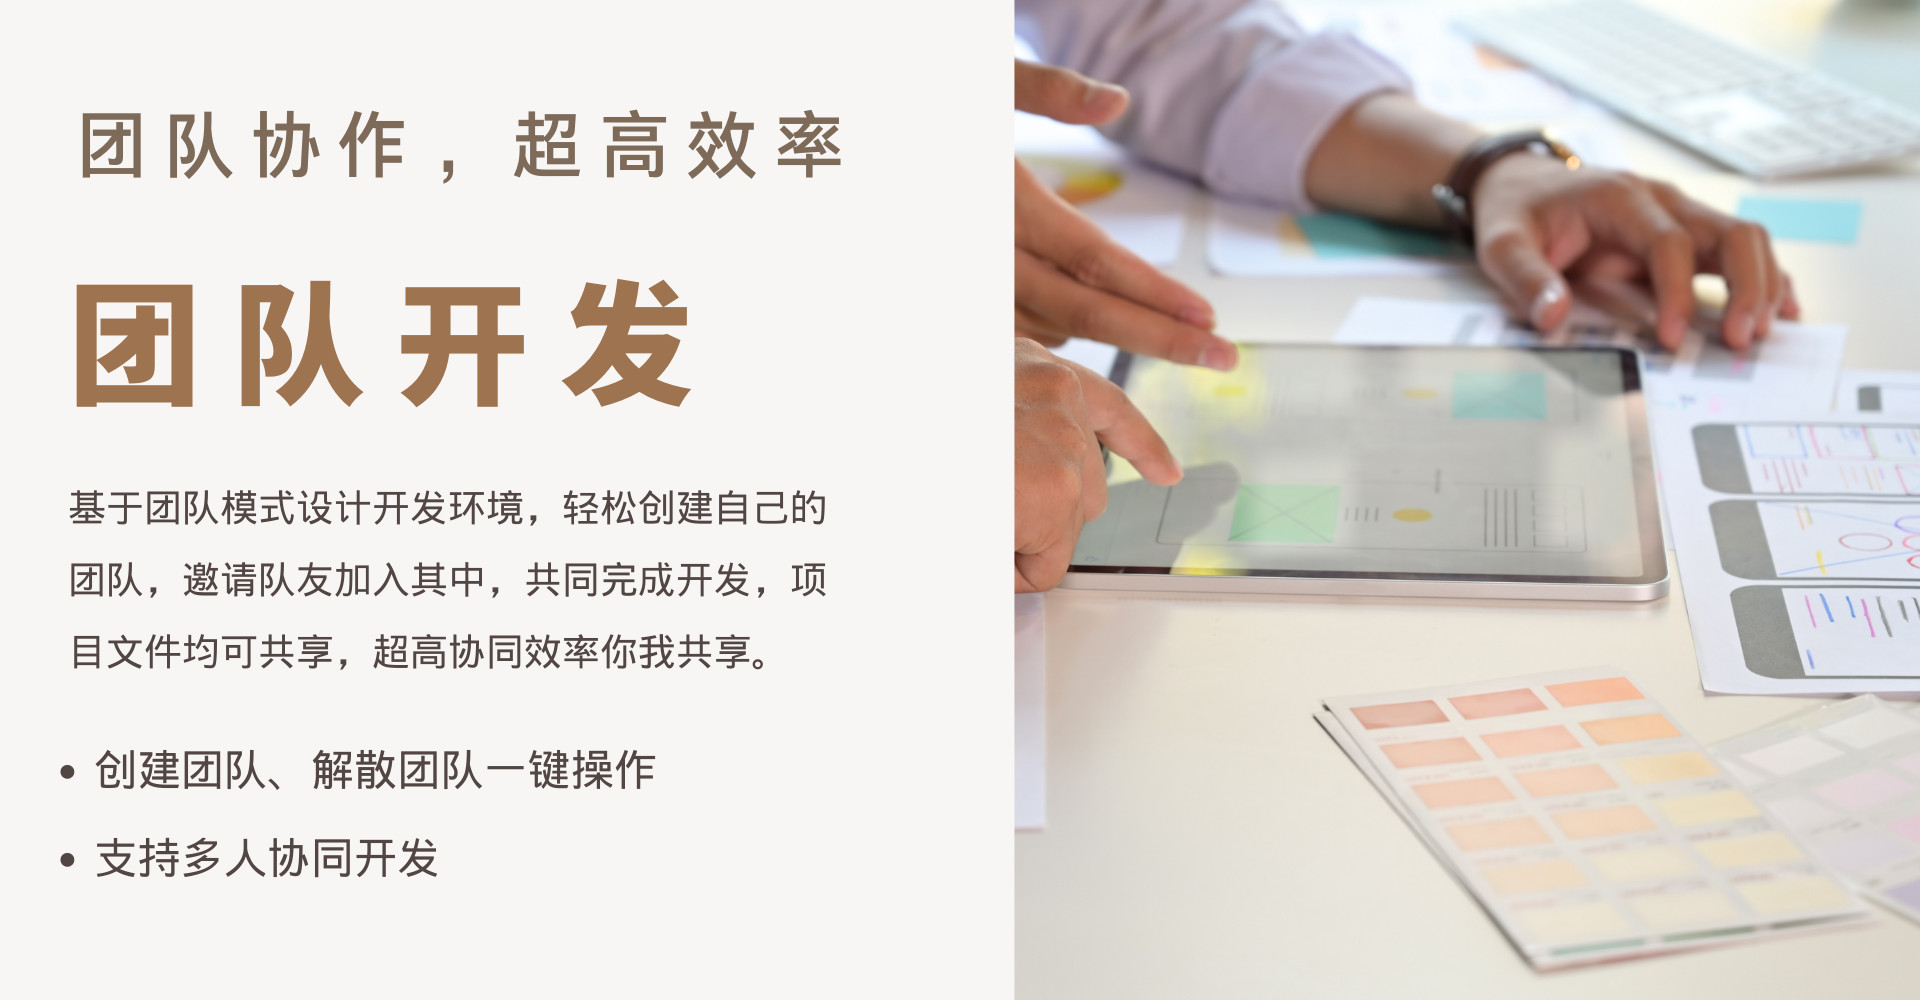 团队协作，超高效率
团队开发
基于团队模式设计开发环境，轻松创建自己的
团队，邀请队友加入其中，共同完成开发，项
目文件均可共享，超高协同效率你我共享。
• 创建团队、解散团队一键操作
• 支持多人协同开发